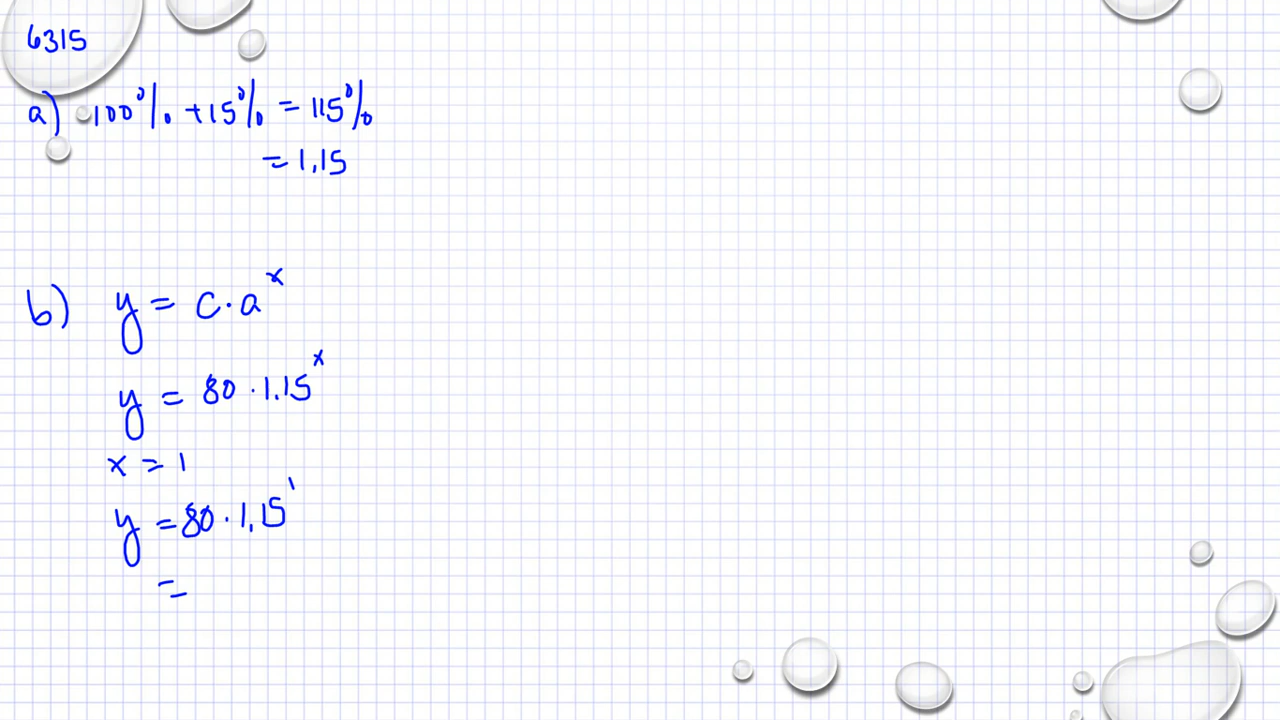 6315
a) 100% + 15% = 115%
= 1,15
b) y = c · a^x
y = 80 · 1.15^x
x = 1
y = 80 · 1,15^1
=